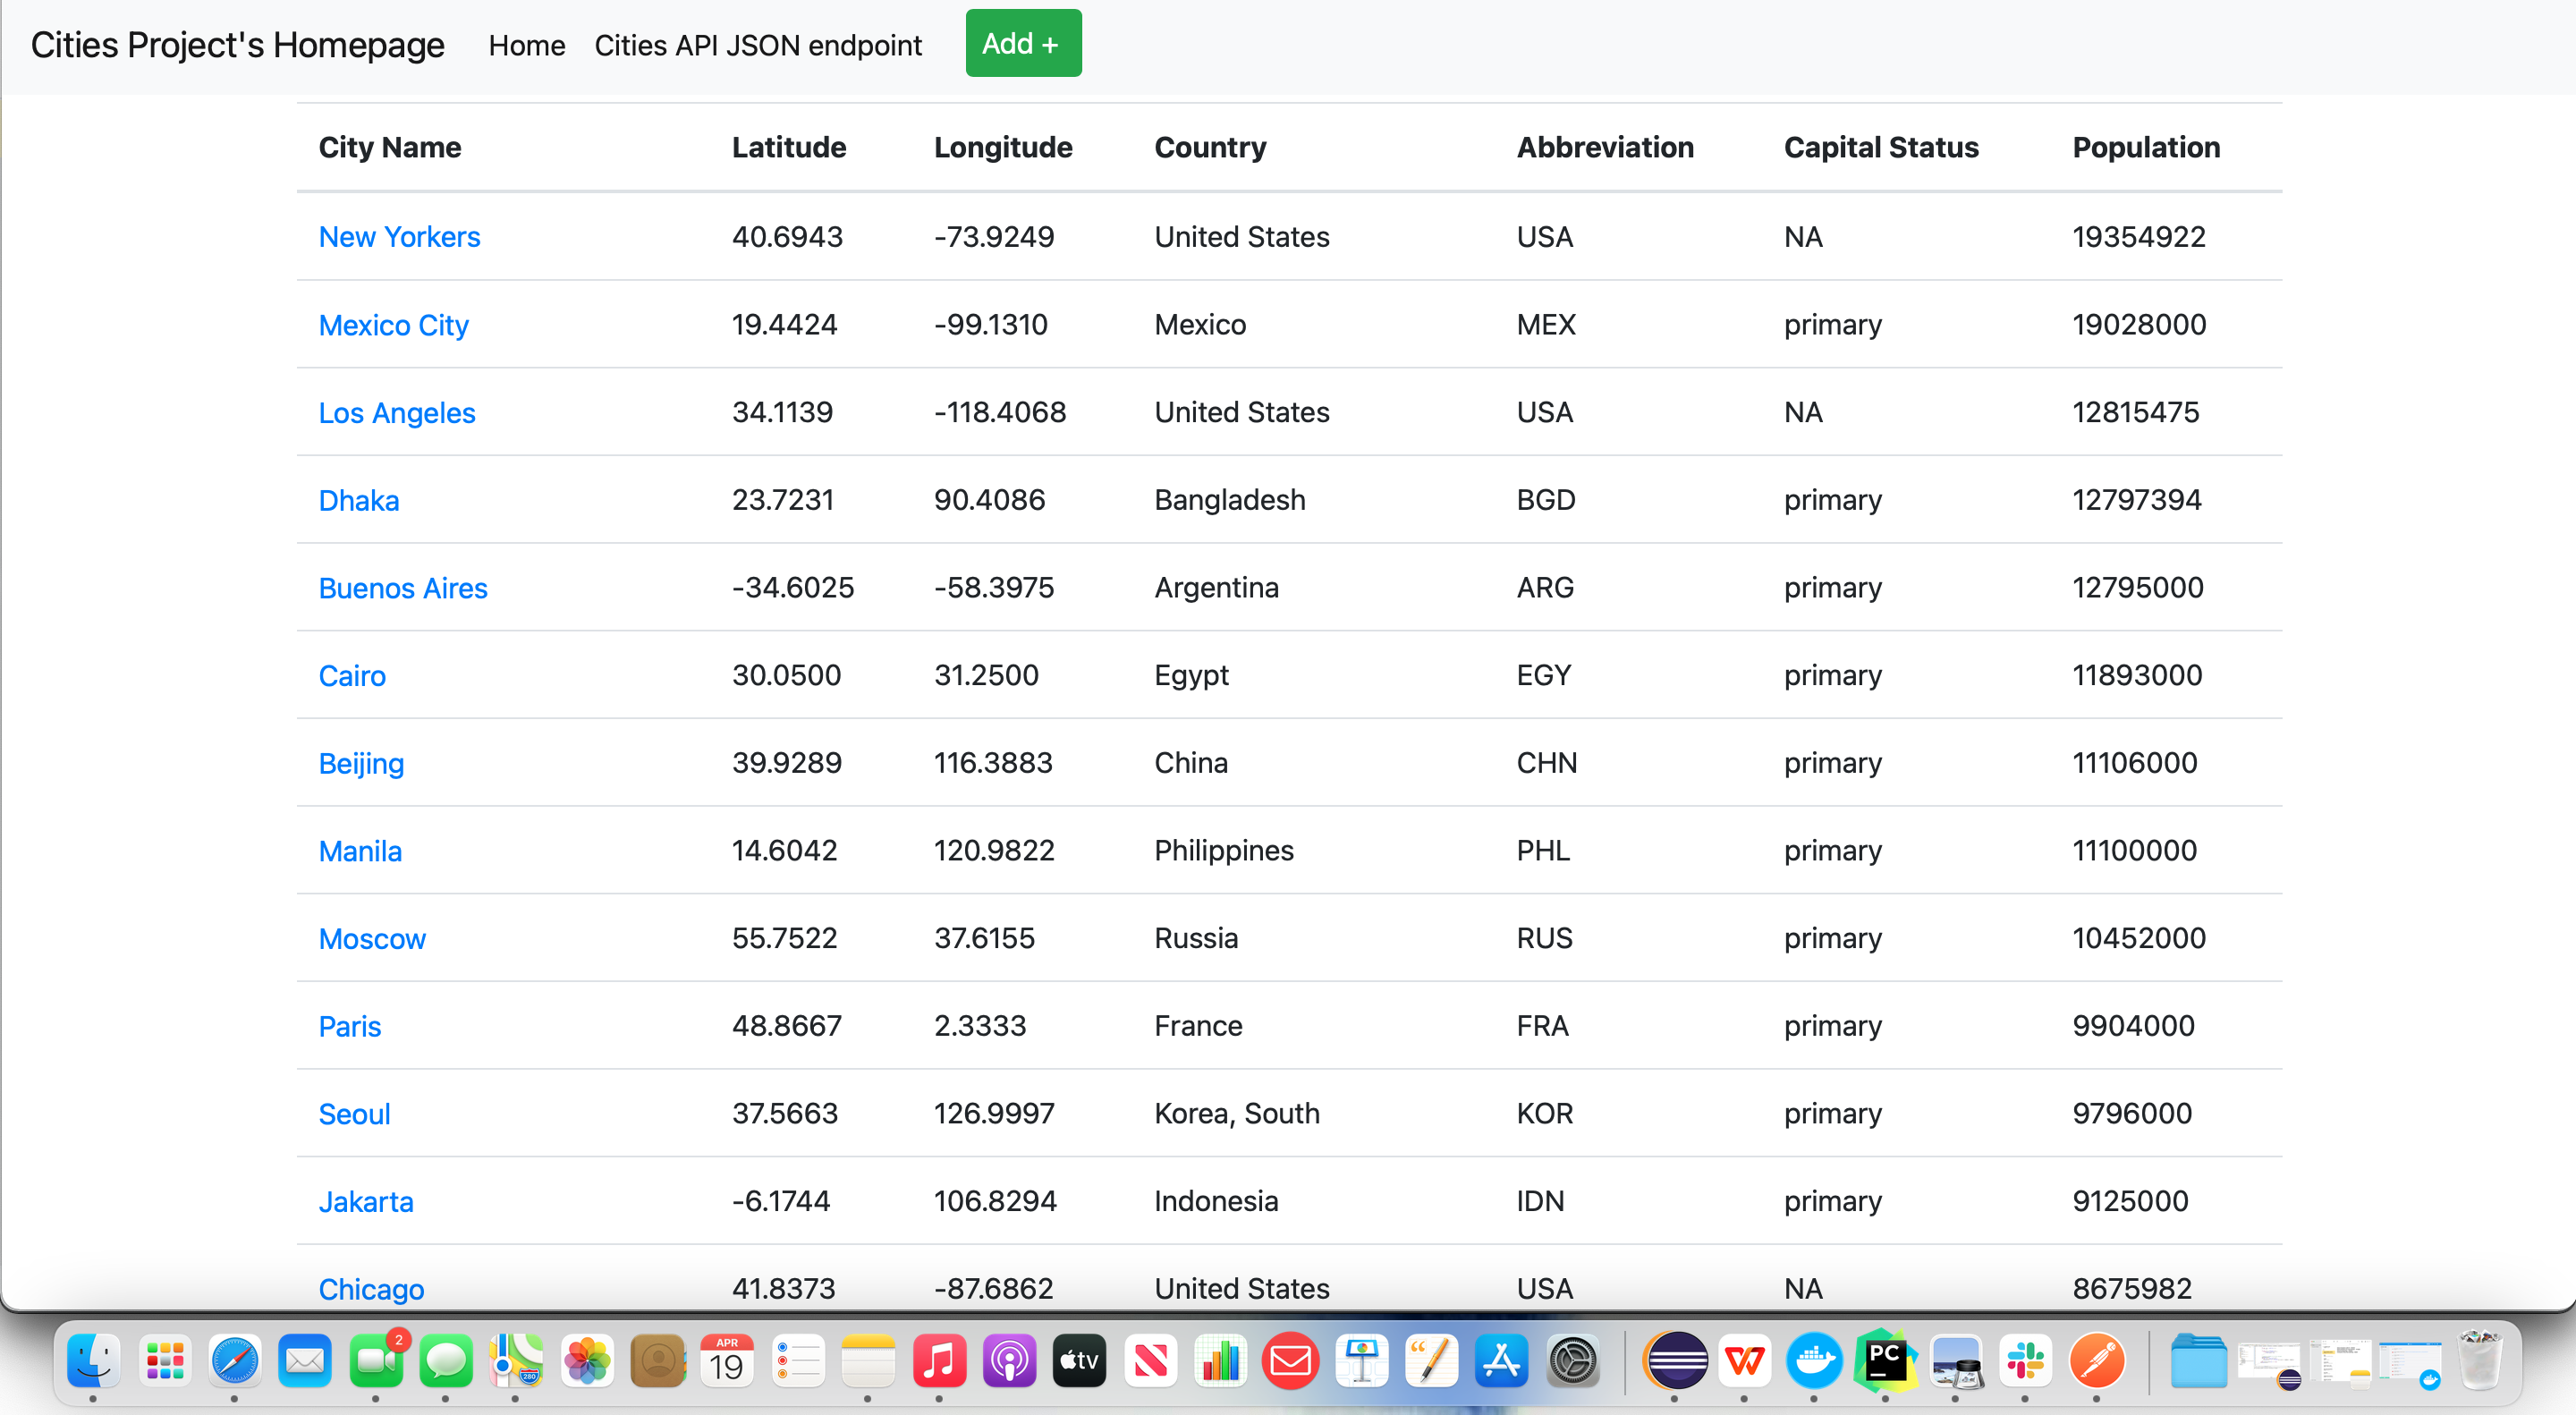 Cities Project's Homepage Home Cities API JSON endpoint Add +
City Name Latitude Longitude Country Abbreviation Capital Status Population
New Yorkers 40.6943 -73.9249 United States USA NA 19354922
Mexico City 19.4424 -99.1310 Mexico MEX primary 19028000
Los Angeles 34.1139 -118.4068 United States USA NA 12815475
Dhaka 23.7231 90.4086 Bangladesh BGD primary 12797394
Buenos Aires -34.6025 -58.3975 Argentina ARG primary 12795000
Cairo 30.0500 31.2500 Egypt EGY primary 11893000
Beijing 39.9289 116.3883 China CHN primary 11106000
Manila 14.6042 120.9822 Philippines PHL primary 11100000
Moscow 55.7522 37.6155 Russia RUS primary 10452000
Paris 48.8667 2.3333 France FRA primary 9904000
Seoul 37.5663 126.9997 Korea, South KOR primary 9796000
Jakarta -6.1744 106.8294 Indonesia IDN primary 9125000
Chicago 41.8373 -87.6862 United States USA NA 8675982
2
280
APR
19
tv
PC